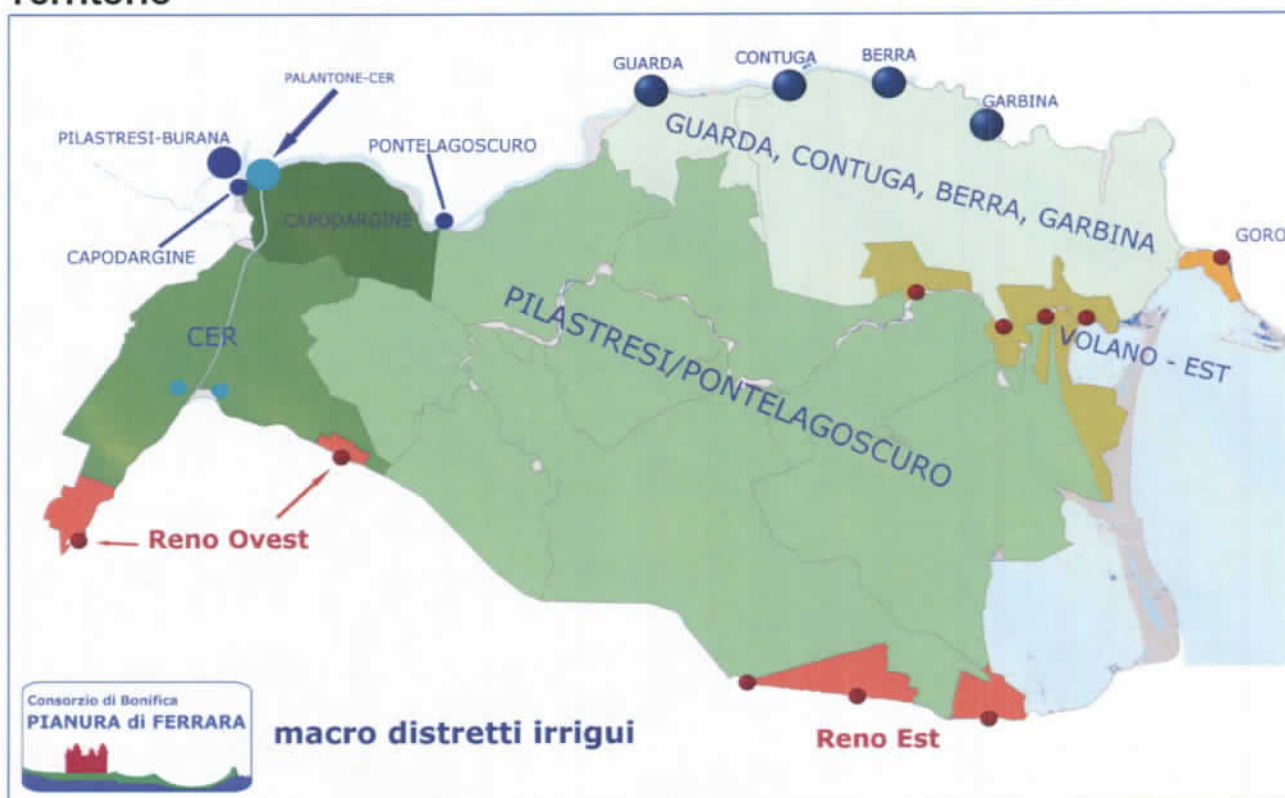 Territorio
GUARDA
CONTUGA
BERRA
PALANTONE-CER
GARBINA
PILASTRESI-BURANA
PONTELAGOSCURO
GUARDA, CONTUGA, BERRA, GARBINA
CAPODARGINE
CAPODARGINE
GORO
PILASTRESI/PONTELAGOSCURO
CER
VOLANO - EST
Reno Ovest
Reno Est
Consorzio di Bonifica
PIANURA di FERRARA
macro distretti irrigui